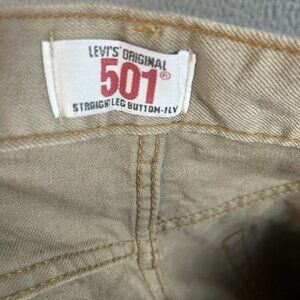 LEVI'S® ORIGINAL
501®
STRAIGHT LEG BUTTON-FLY